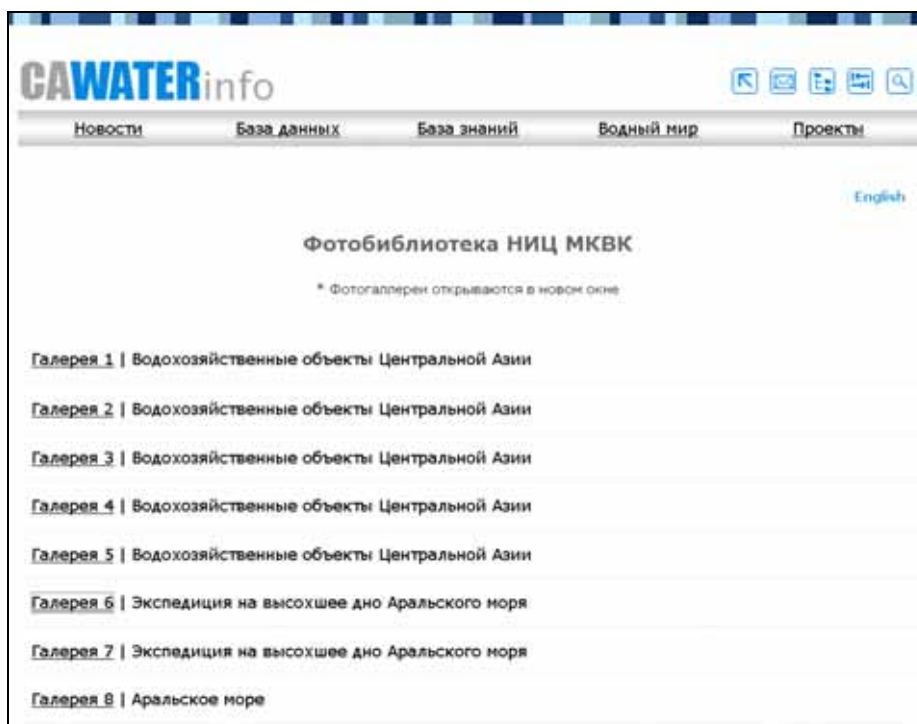 CAWATERinfo
Новости База данных База знаний Водный мир Проекты
English
Фотобиблиотека НИЦ МКВК
* Фотогаллереи открываются в новом окне
Галерея 1 | Водохозяйственные объекты Центральной Азии
Галерея 2 | Водохозяйственные объекты Центральной Азии
Галерея 3 | Водохозяйственные объекты Центральной Азии
Галерея 4 | Водохозяйственные объекты Центральной Азии
Галерея 5 | Водохозяйственные объекты Центральной Азии
Галерея 6 | Экспедиция на высохшее дно Аральского моря
Галерея 7 | Экспедиция на высохшее дно Аральского моря
Галерея 8 | Аральское море